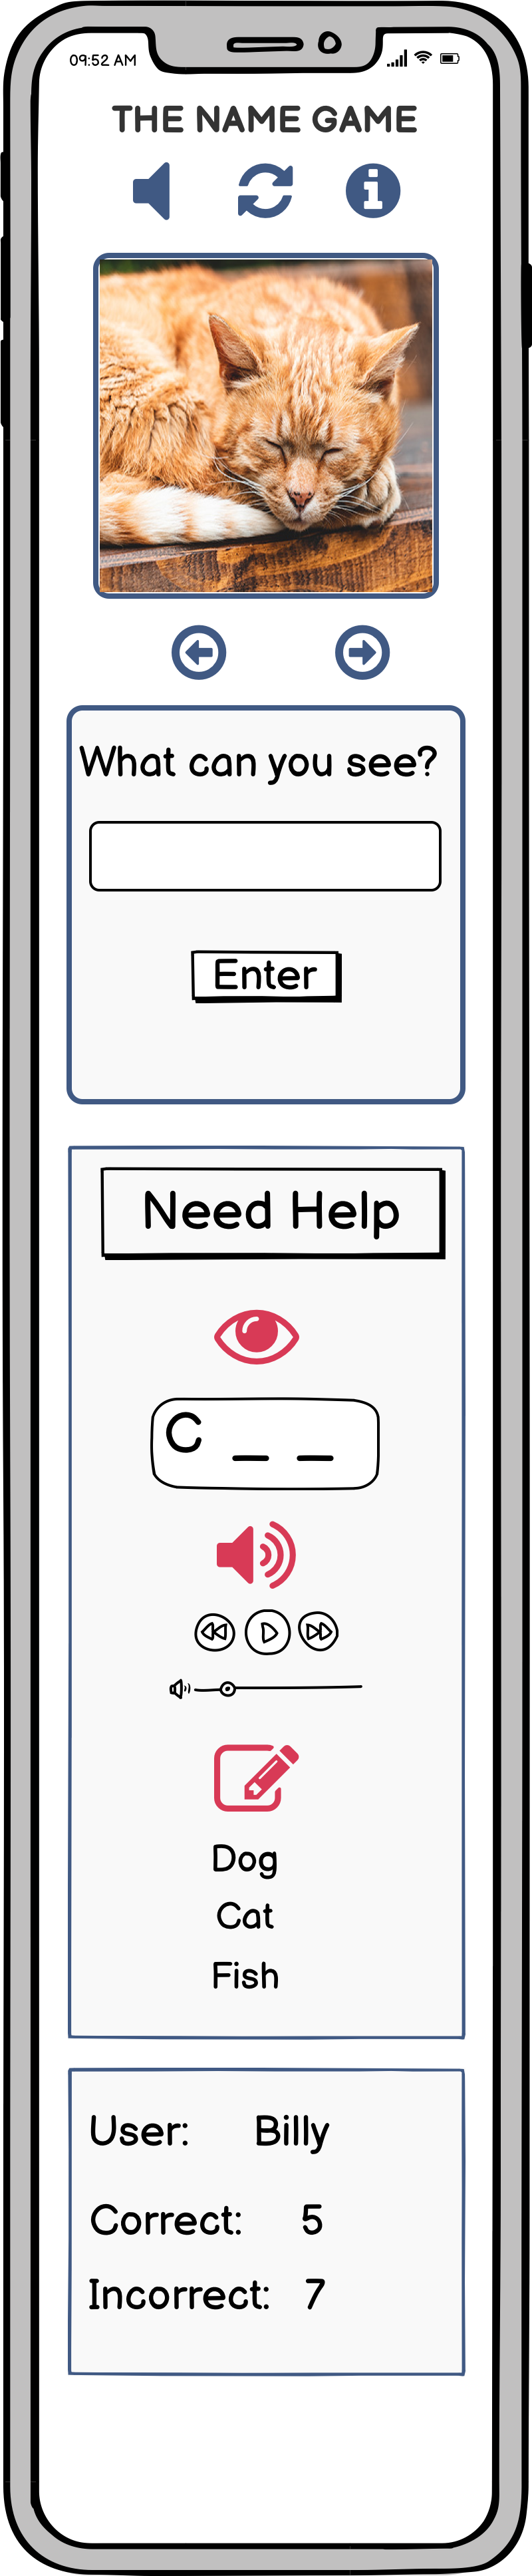 09:52 AM
THE NAME GAME
What can you see?
Enter
Need Help
C _ _
Dog
Cat
Fish
User: Billy
Correct: 5
Incorrect: 7